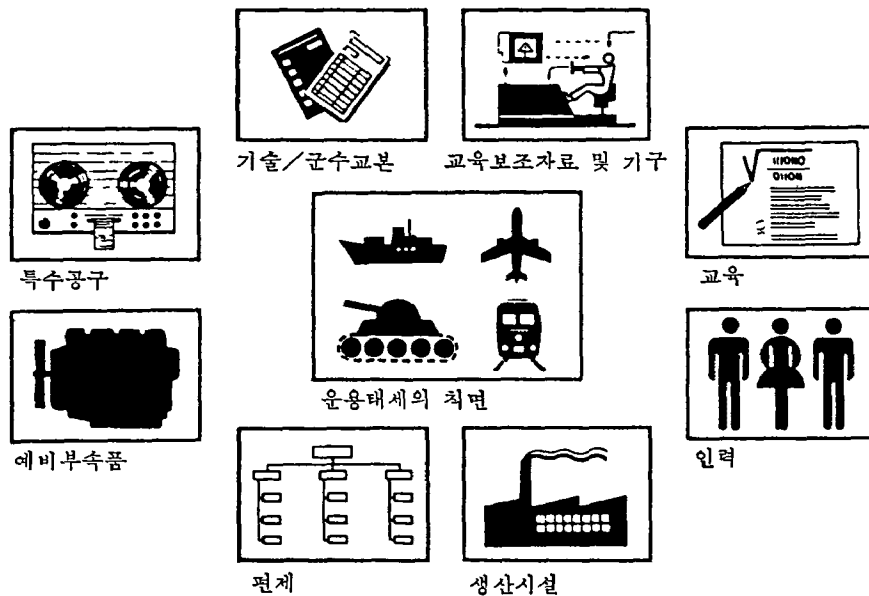 기술/군수교본
교육보조자료 및 기구
특수공구
교육
운용태세의 측면
예비부속품
인력
편제
생산시설